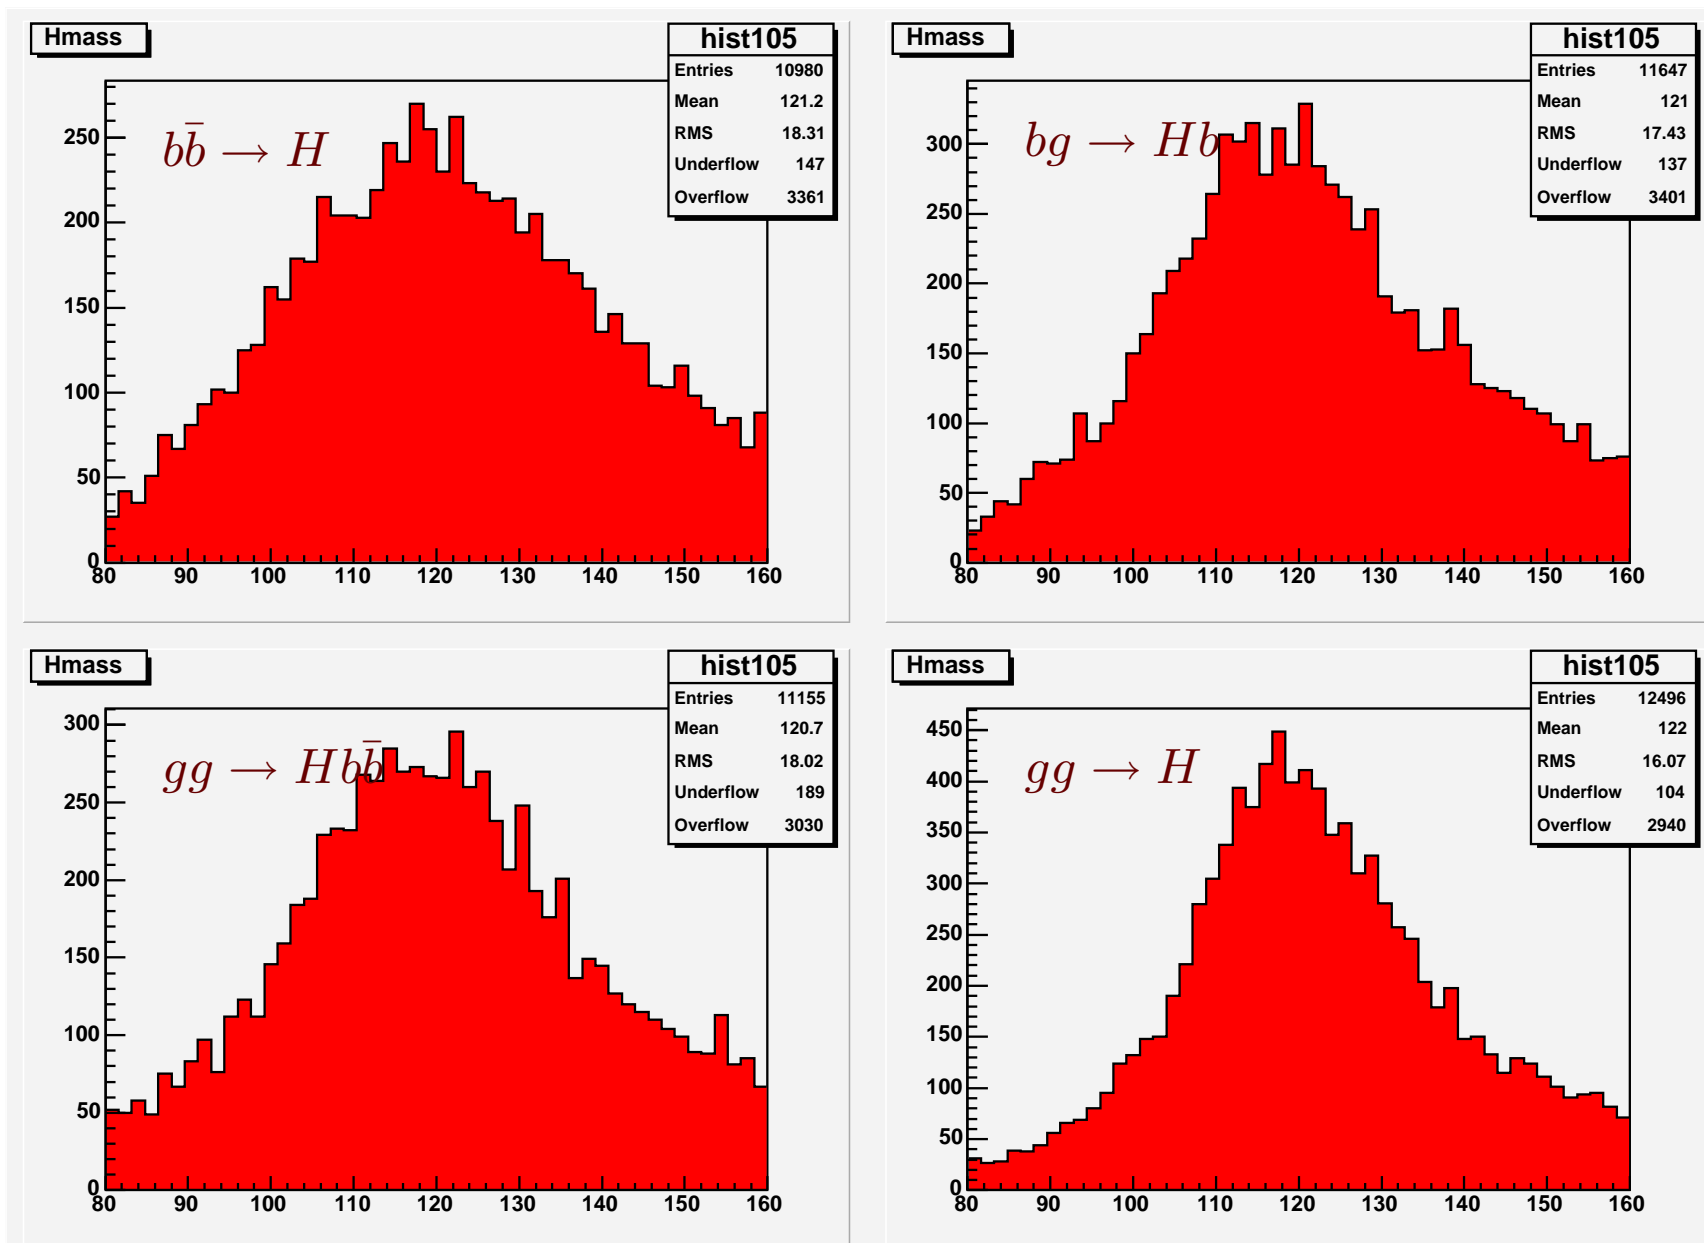 Hmass
hist105
Entries 10980
Mean 121.2
RMS 18.31
Underflow 147
Overflow 3361
bb̄ → H
250
200
150
100
50
0
80 90 100 110 120 130 140 150 160
Hmass
hist105
Entries 11647
Mean 121
RMS 17.43
Underflow 137
Overflow 3401
bg → Hb
300
250
200
150
100
50
0
80 90 100 110 120 130 140 150 160
Hmass
hist105
Entries 11155
Mean 120.7
RMS 18.02
Underflow 189
Overflow 3030
gg → Hbb̄
300
250
200
150
100
50
0
80 90 100 110 120 130 140 150 160
Hmass
hist105
Entries 12496
Mean 122
RMS 16.07
Underflow 104
Overflow 2940
gg → H
450
400
350
300
250
200
150
100
50
0
80 90 100 110 120 130 140 150 160